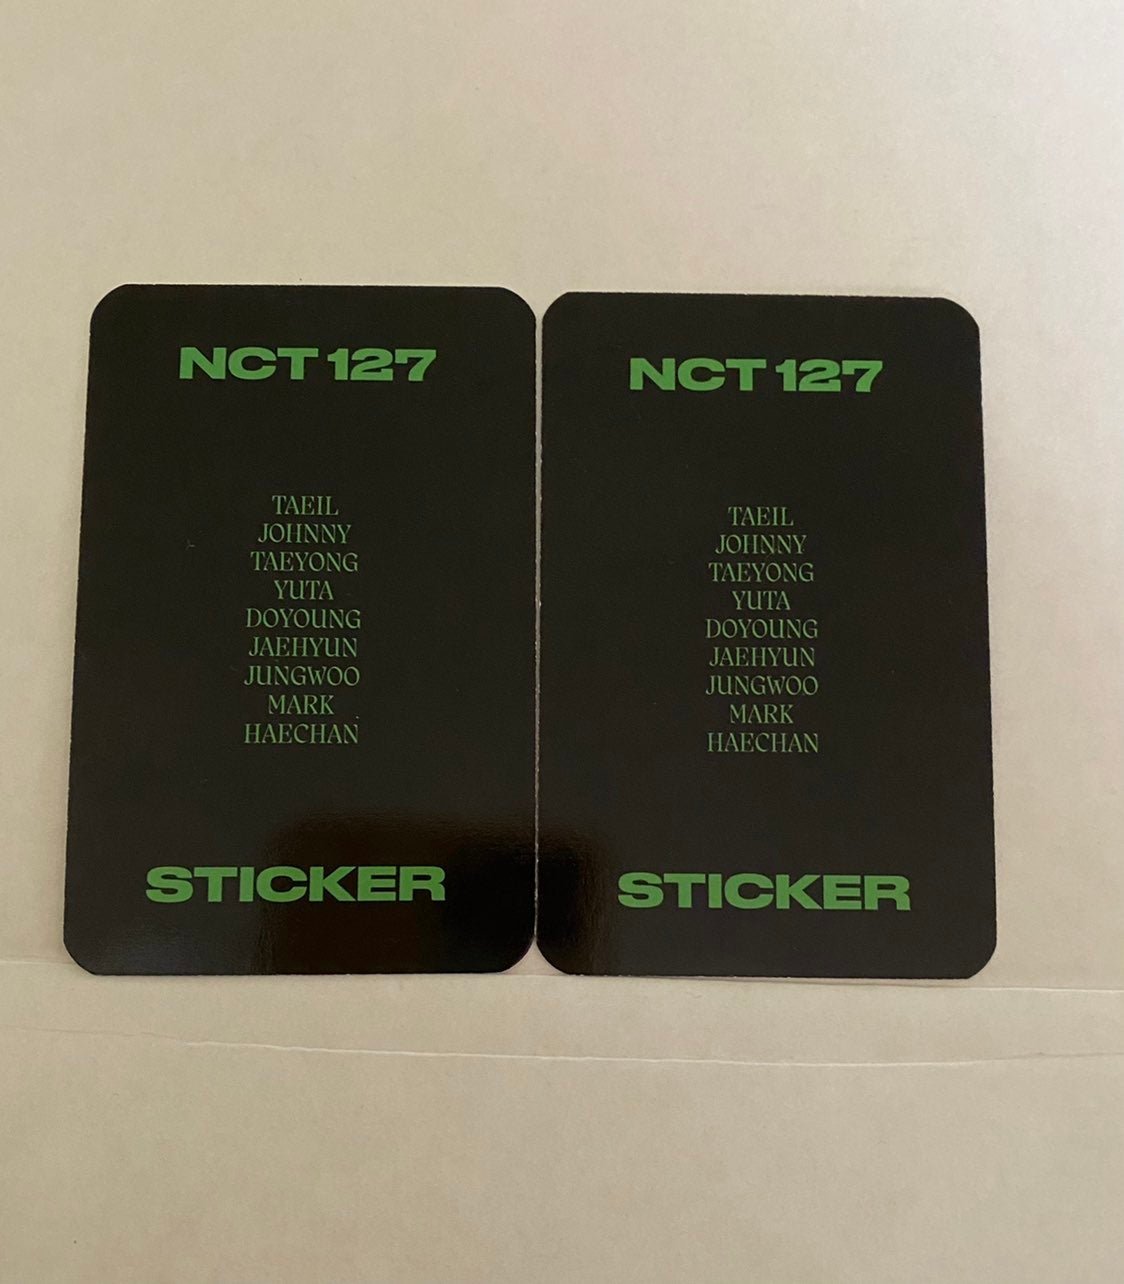 NCT 127
TAEIL
JOHNNY
TAEYONG
YUTA
DOYOUNG
JAEHYUN
JUNGWOO
MARK
HAECHAN
STICKER
NCT 127
TAEIL
JOHNNY
TAEYONG
YUTA
DOYOUNG
JAEHYUN
JUNGWOO
MARK
HAECHAN
STICKER